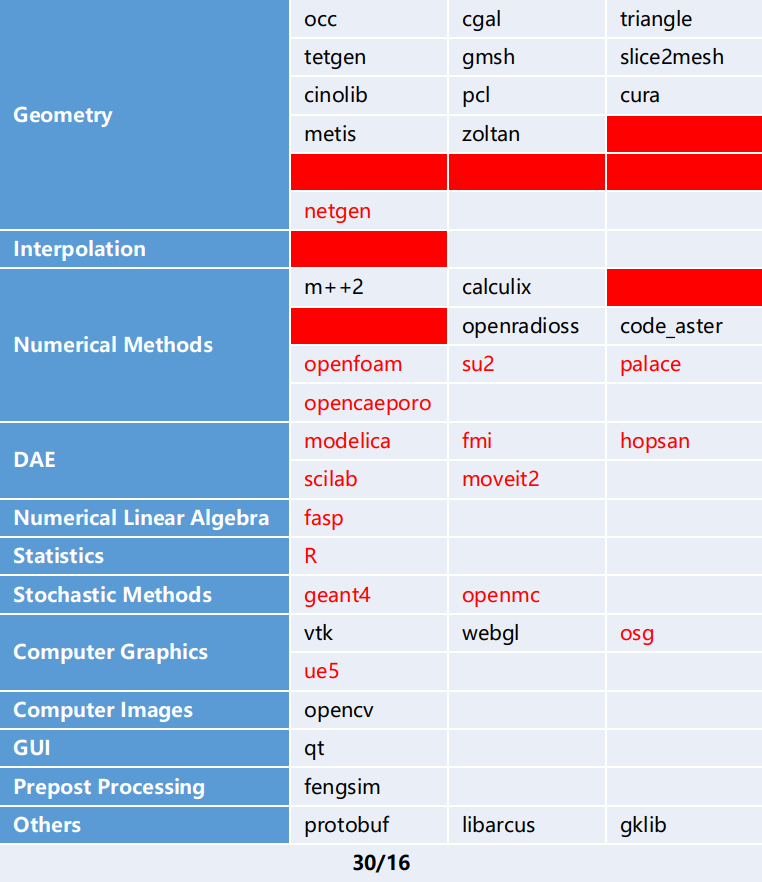 occ cgal triangle
tetgen gmsh slice2mesh
Geometry cinolib pcl cura
metis zoltan
netgen
Interpolation
m++2 calculix
Numerical Methods openradioss code_aster
openfoam su2 palace
opencaeporo
DAE modelica fmi hopsan
scilab moveit2
Numerical Linear Algebra fasp
Statistics R
Stochastic Methods geant4 openmc
Computer Graphics vtk webgl osg
ue5
Computer Images opencv
GUI qt
Prepost Processing fengsim
Others protobuf libarcus gklib
30/16